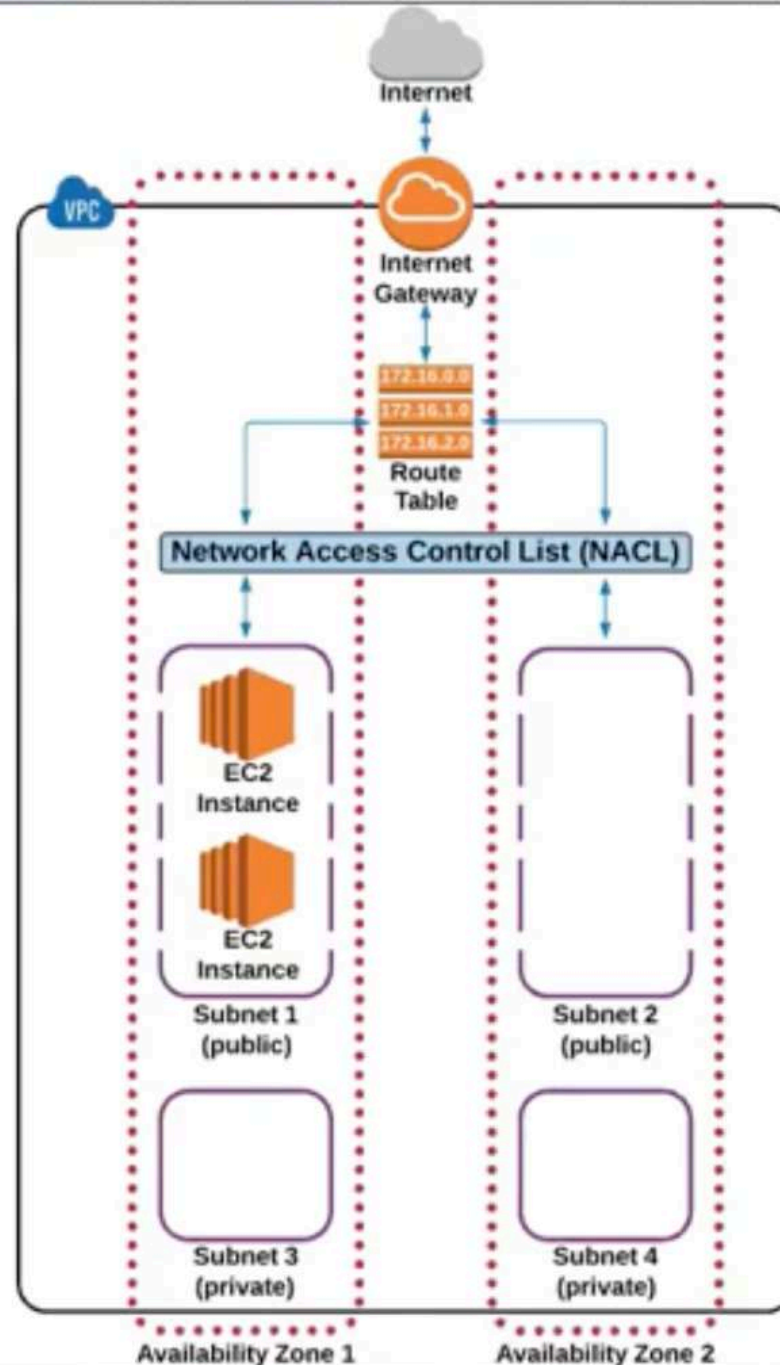 Internet
VPC
Internet
Gateway
172.16.0.0
172.16.1.0
172.16.2.0
Route
Table
Network Access Control List (NACL)
EC2
Instance
EC2
Instance
Subnet 1
(public)
Subnet 2
(public)
Subnet 3
(private)
Subnet 4
(private)
Availability Zone 1
Availability Zone 2